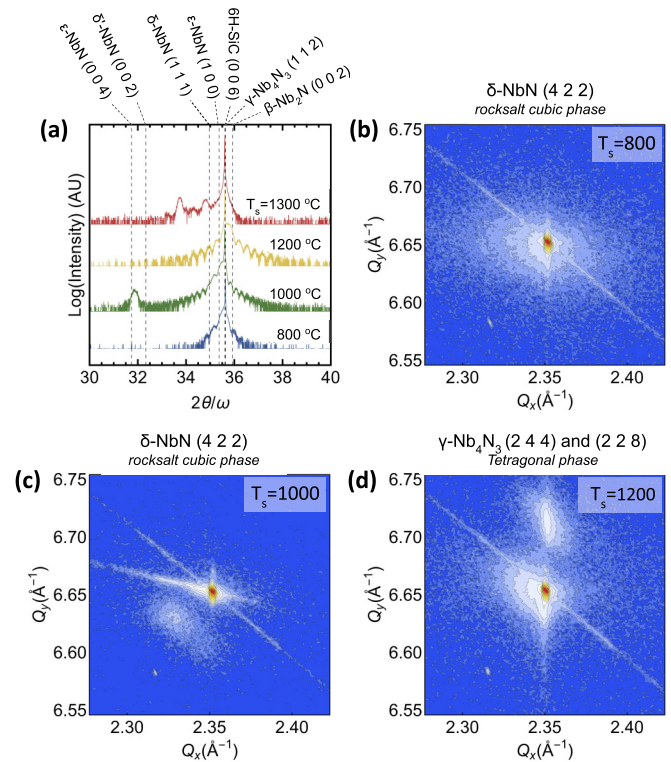 ε-NbN (0 0 4)
δ'-NbN (0 0 2)
δ-NbN (1 1 1)
ε-NbN (1 0 0)
6H-SiC (0 0 6)
γ-Nb₄N₃ (1 1 2)
β-Nb₂N (0 0 2)
(a)
Log(Intensity) (AU)
Tₛ=1300 °C
1200 °C
1000 °C
800 °C
30 32 34 36 38 40
2θ/ω
δ-NbN (4 2 2)
rocksalt cubic phase
(b)
Tₛ=800
6.75
6.70
6.65
6.60
6.55
Qy(Å⁻¹)
2.30 2.35 2.40
Qₓ(Å⁻¹)
δ-NbN (4 2 2)
rocksalt cubic phase
(c)
Tₛ=1000
6.75
6.70
6.65
6.60
6.55
Qy(Å⁻¹)
2.30 2.35 2.40
Qₓ(Å⁻¹)
γ-Nb₄N₃ (2 4 4) and (2 2 8)
Tetragonal phase
(d)
Tₛ=1200
6.75
6.70
6.65
6.60
6.55
Qy(Å⁻¹)
2.30 2.35 2.40
Qₓ(Å⁻¹)